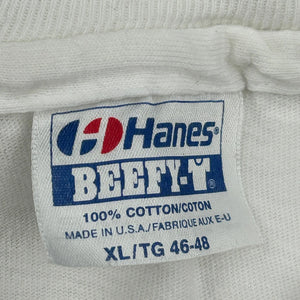 Hanes®
BEEFY-T®
100% COTTON/COTON
MADE IN U.S.A./FABRIQUE AUX E-U
XL/TG 46-48